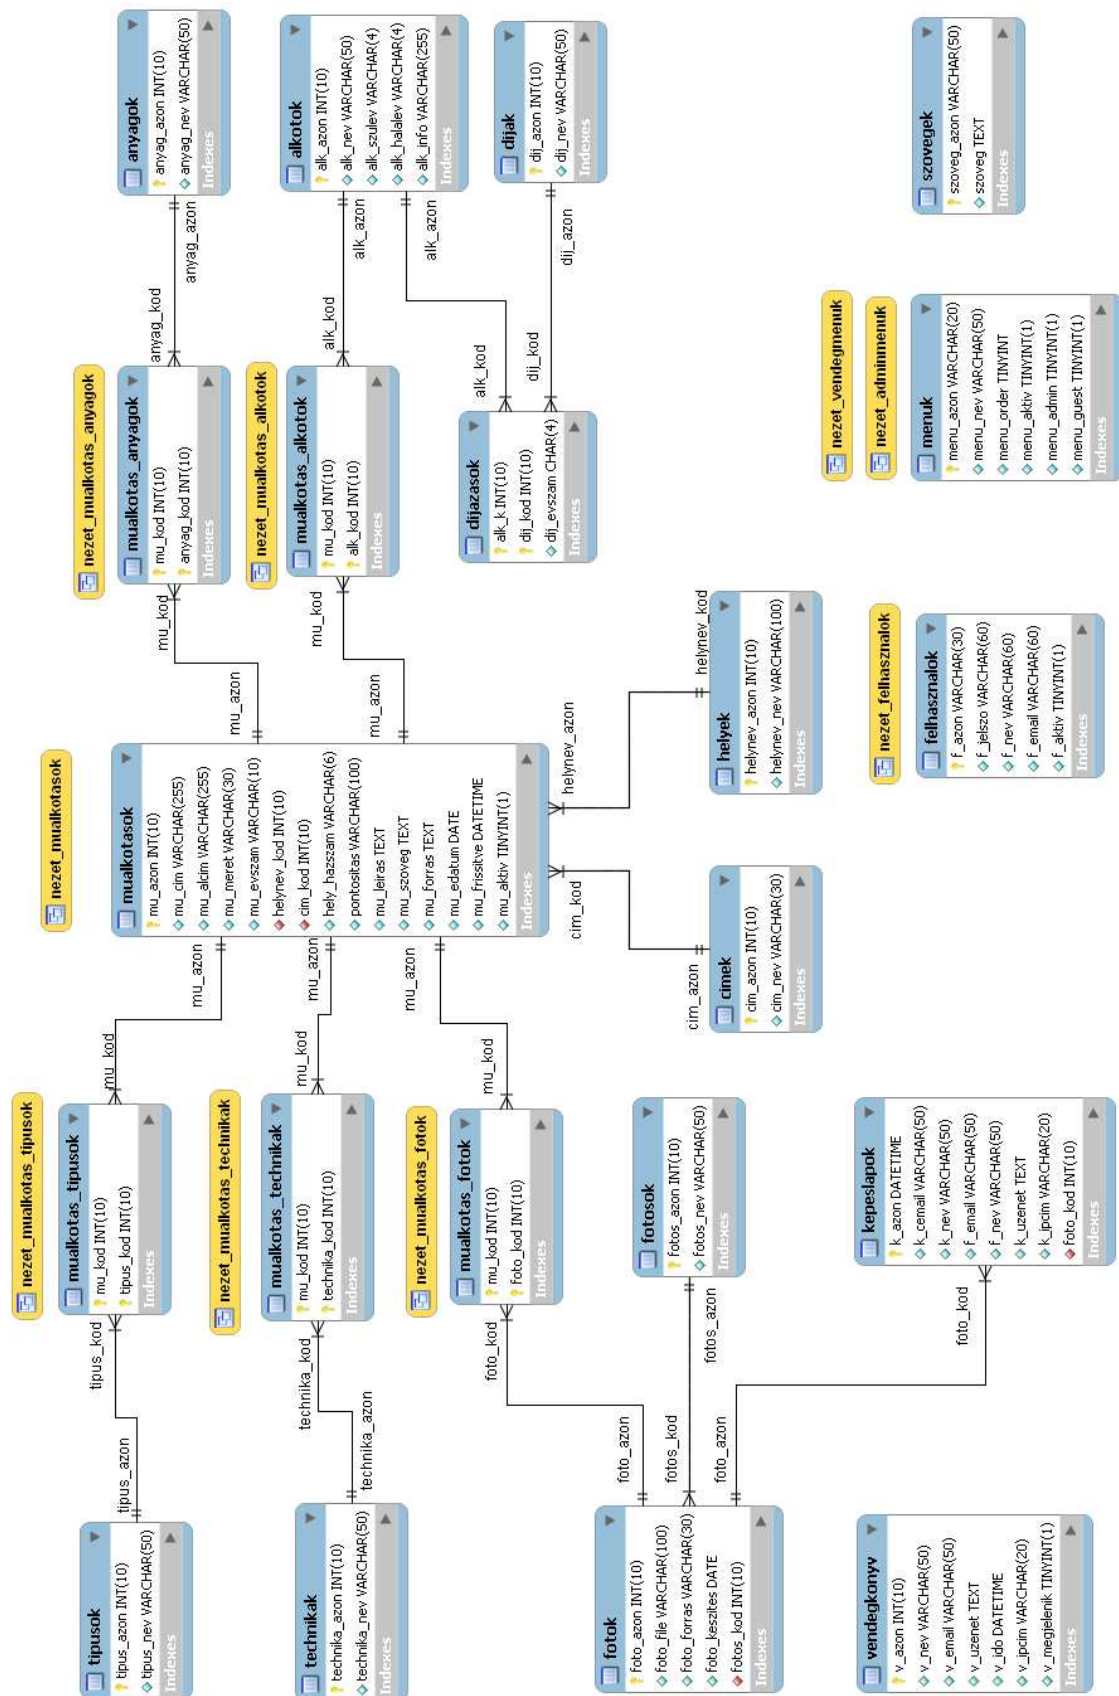 tipusok
tipus_azon INT(10)
tipus_nev VARCHAR(50)
Indexes
tipus_azon
tipus_kod
nezet_mualkotas_tipusok
mualkotas_tipusok
mu_kod INT(10)
tipus_kod INT(10)
Indexes
mu_kod
mu_azon
technikak
technika_azon INT(10)
technika_nev VARCHAR(50)
Indexes
technika_azon
technika_kod
nezet_mualkotas_technikak
mualkotas_technikak
mu_kod INT(10)
technika_kod INT(10)
Indexes
mu_kod
mu_azon
nezet_mualkotas_fotok
mualkotas_fotok
mu_kod INT(10)
foto_kod INT(10)
Indexes
mu_kod
mu_azon
foto_kod
foto_azon
fotok
foto_azon INT(10)
foto_file VARCHAR(100)
foto_forras VARCHAR(30)
foto_keszites DATE
fotos_kod INT(10)
Indexes
fotos_kod
fotos_azon
fotosok
fotos_azon INT(10)
fotos_nev VARCHAR(50)
Indexes
foto_azon
foto_kod
kepeslapok
k_azon DATETIME
k_cemail VARCHAR(50)
k_nev VARCHAR(50)
f_email VARCHAR(50)
f_nev VARCHAR(50)
k_uzenet TEXT
k_ipcim VARCHAR(20)
foto_kod INT(10)
Indexes
vendegkonyv
v_azon INT(10)
v_nev VARCHAR(50)
v_email VARCHAR(50)
v_uzenet TEXT
v_ido DATETIME
v_ipcim VARCHAR(20)
v_megjelenik TINYINT(1)
Indexes
nezet_mualkotasok
mualkotasok
mu_azon INT(10)
mu_cim VARCHAR(255)
mu_alcim VARCHAR(255)
mu_meret VARCHAR(30)
mu_evszam VARCHAR(10)
helynev_kod INT(10)
cim_kod INT(10)
hely_hazszam VARCHAR(6)
pontositas VARCHAR(100)
mu_leiras TEXT
mu_szoveg TEXT
mu_forras TEXT
mu_edatum DATE
mu_frissitve DATETIME
mu_aktiv TINYINT(1)
Indexes
cim_kod
cim_azon
cimek
cim_azon INT(10)
cim_nev VARCHAR(30)
Indexes
helynev_azon
helynev_kod
helyek
helynev_azon INT(10)
helynev_nev VARCHAR(100)
Indexes
nezet_felhasznalok
felhasznalok
f_azon VARCHAR(30)
f_jelszo VARCHAR(60)
f_nev VARCHAR(60)
f_email VARCHAR(60)
f_aktiv TINYINT(1)
Indexes
mu_azon
mu_kod
nezet_mualkotas_anyagok
mualkotas_anyagok
mu_kod INT(10)
anyag_kod INT(10)
Indexes
anyag_kod
anyag_azon
anyagok
anyag_azon INT(10)
anyag_nev VARCHAR(50)
Indexes
mu_azon
mu_kod
nezet_mualkotas_alkotok
mualkotas_alkotok
mu_kod INT(10)
alk_kod INT(10)
Indexes
alk_kod
alk_azon
alkotok
alk_azon INT(10)
alk_nev VARCHAR(50)
alk_szulev VARCHAR(4)
alk_halalev VARCHAR(4)
alk_info VARCHAR(255)
Indexes
alk_azon
alk_kod
dijazasok
alk_k INT(10)
dij_kod INT(10)
dij_evszam CHAR(4)
Indexes
dij_kod
dij_azon
dijak
dij_azon INT(10)
dij_nev VARCHAR(50)
Indexes
nezet_vendegmenuk
nezet_adminmenuk
menuk
menu_azon VARCHAR(20)
menu_nev VARCHAR(50)
menu_order TINYINT
menu_aktiv TINYINT(1)
menu_admin TINYINT(1)
menu_guest TINYINT(1)
Indexes
szovegek
szoveg_azon VARCHAR(50)
szoveg TEXT
Indexes